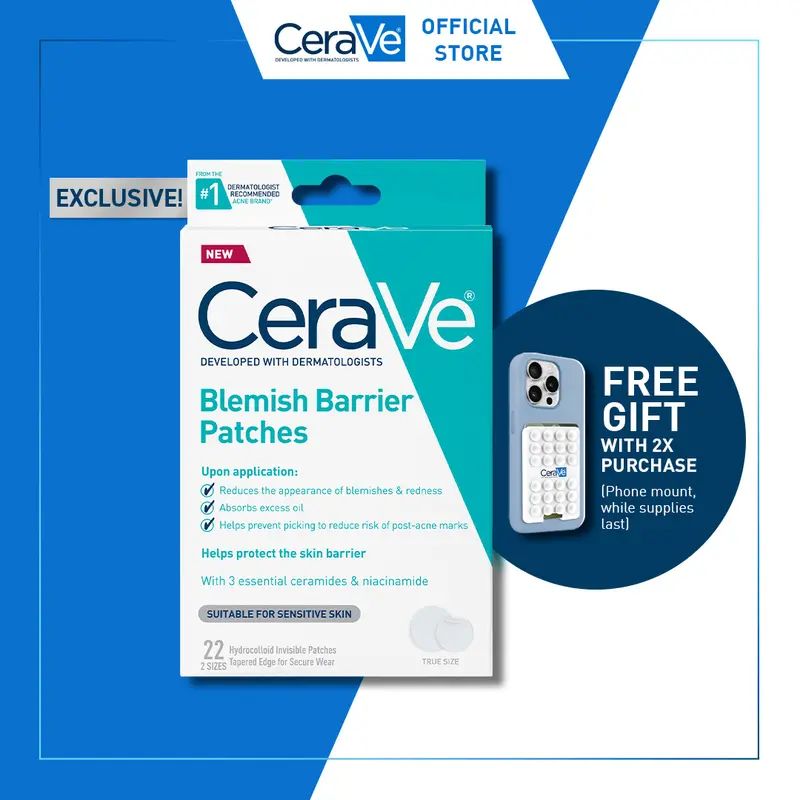 CeraVe
DEVELOPED WITH DERMATOLOGISTS
OFFICIAL
STORE
EXCLUSIVE!
FROM THE
#1
DERMATOLOGIST
RECOMMENDED
ACNE BRAND*
CeraVe
NEW
CeraVe®
DEVELOPED WITH DERMATOLOGISTS
Blemish Barrier
Patches
Upon application:
Reduces the appearance of blemishes & redness
Absorbs excess oil
Helps prevent picking to reduce risk of post-acne marks
Helps protect the skin barrier
With 3 essential ceramides & niacinamide
SUITABLE FOR SENSITIVE SKIN
22
2 SIZES
Hydrocolloid Invisible Patches
Tapered Edge for Secure Wear
TRUE SIZE
CeraVe
FREE
GIFT
WITH 2X
PURCHASE
(Phone mount,
while supplies
last)